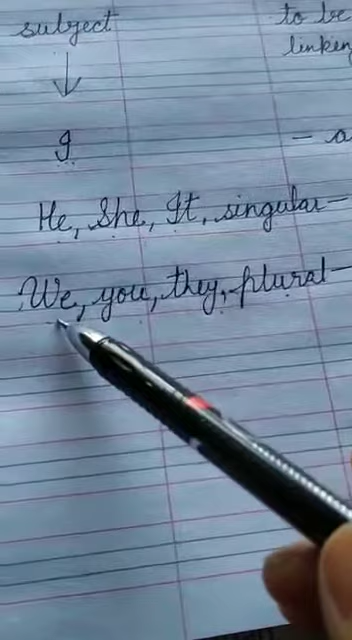 subject
to be
linking
I
He, She, It, singular -
We, you, they, plural -